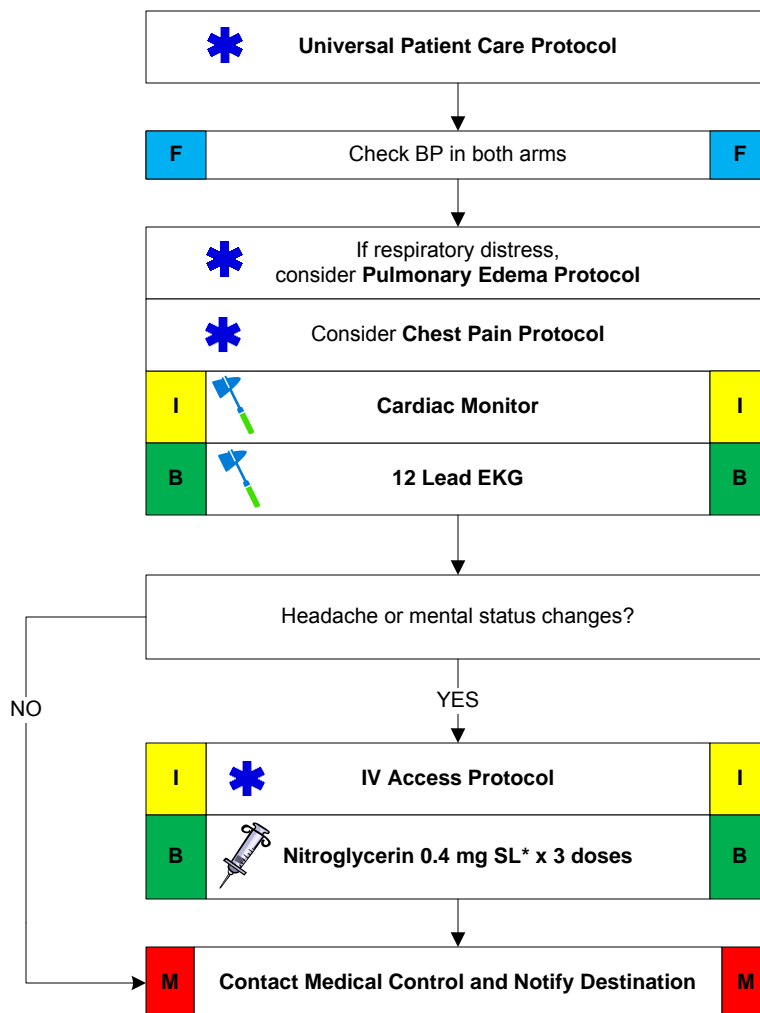 Universal Patient Care Protocol
F Check BP in both arms F
If respiratory distress,
consider Pulmonary Edema Protocol
Consider Chest Pain Protocol
I Cardiac Monitor I
B 12 Lead EKG B
Headache or mental status changes?
NO
YES
I IV Access Protocol I
B Nitroglycerin 0.4 mg SL* x 3 doses B
M Contact Medical Control and Notify Destination M